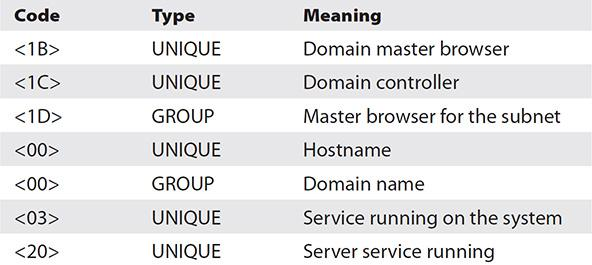 Code Type Meaning
<1B> UNIQUE Domain master browser
<1C> UNIQUE Domain controller
<1D> GROUP Master browser for the subnet
<00> UNIQUE Hostname
<00> GROUP Domain name
<03> UNIQUE Service running on the system
<20> UNIQUE Server service running